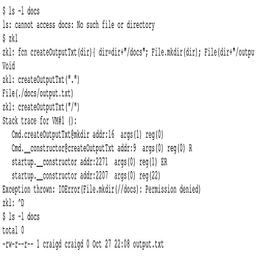 $ ls -l docs
ls: cannot access docs: No such file or directory
$ zkl
zkl: fcn createOutputTxt(dir){ dir=dir+"/docs"; File.mkdir(dir); File(dir+"/outpu
Void
zkl: createOutputTxt(".")
File(./docs/output.txt)
zkl: createOutputTxt("/")
Stack trace for VM#1 ():
Cmd.createOutputTxt@mkdir addr:16 args(1) reg(0)
Cmd.__constructor@createOutputTxt addr:9 args(0) reg(0) R
startup.__constructor addr:2271 args(0) reg(1) ER
startup.__constructor addr:2207 args(0) reg(22)
Exception thrown: IOError(File.mkdir(//docs): Permission denied)
zkl: ^D
$ ls -l docs
total 0
-rw-r--r-- 1 craigd craigd 0 Oct 27 22:08 output.txt